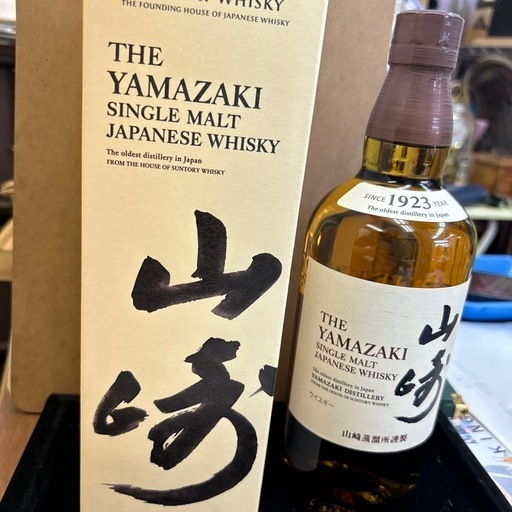 WHISKY
THE FOUNDING HOUSE OF JAPANESE WHISKY
THE
YAMAZAKI
SINGLE MALT
JAPANESE WHISKY
The oldest distillery in Japan
FROM THE HOUSE OF SUNTORY WHISKY
山崎
SINCE 1923 YEAR
The oldest distillery in Japan
THE
YAMAZAKI
SINGLE MALT
JAPANESE WHISKY
The oldest distillery in Japan
YAMAZAKI DISTILLERY
FROM THE HOUSE OF SUNTORY WHISKY
ウイスキー
山崎
山崎蒸溜所謹製